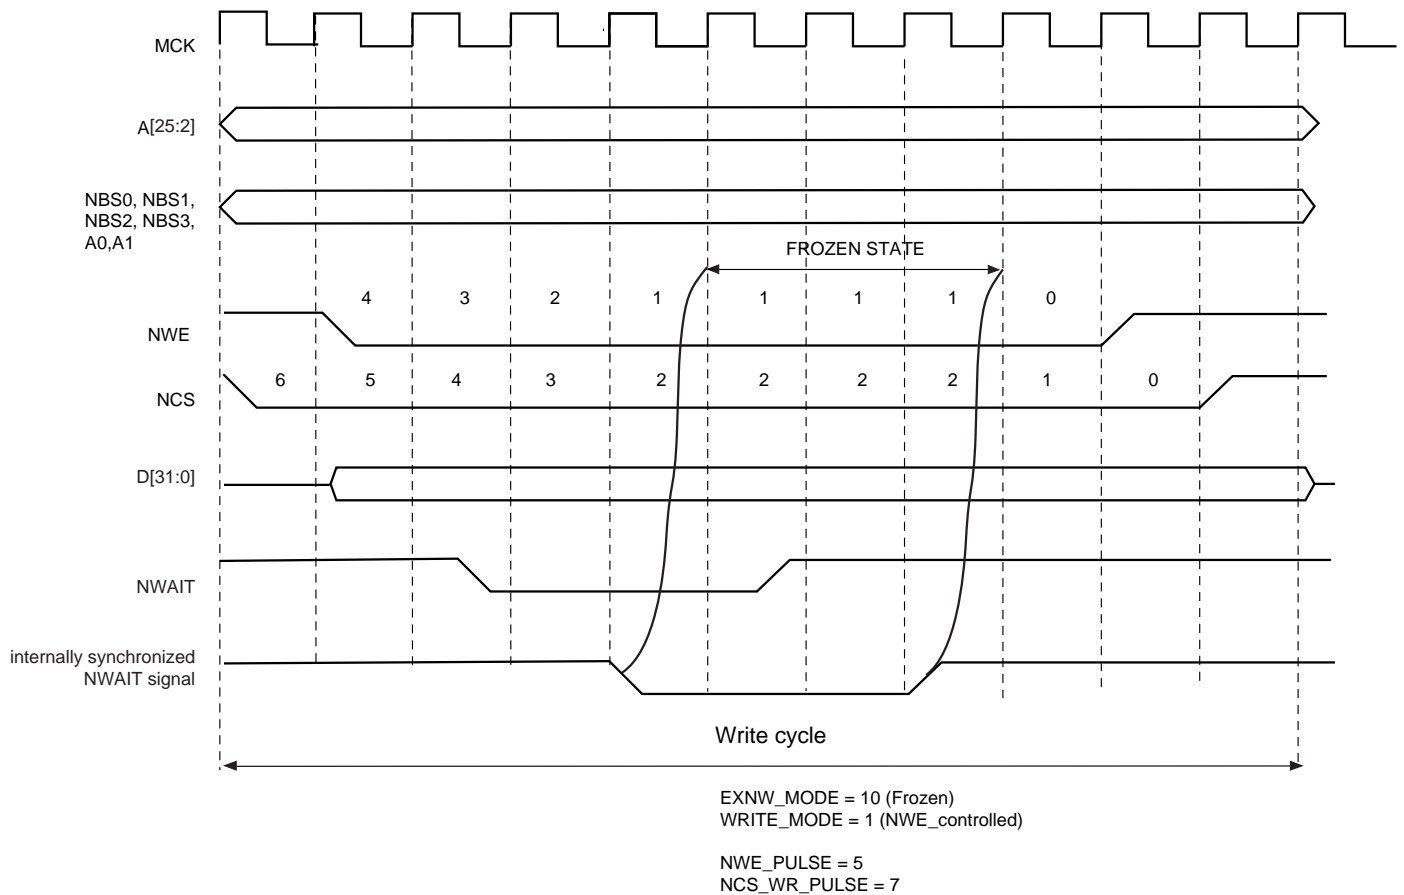 MCK
A[25:2]
NBS0, NBS1,
NBS2, NBS3,
A0,A1
FROZEN STATE
4 3 2 1 1 1 1 0
NWE
6 5 4 3 2 2 2 2 1 0
NCS
D[31:0]
NWAIT
internally synchronized
NWAIT signal
Write cycle
EXNW_MODE = 10 (Frozen)
WRITE_MODE = 1 (NWE_controlled)
NWE_PULSE = 5
NCS_WR_PULSE = 7